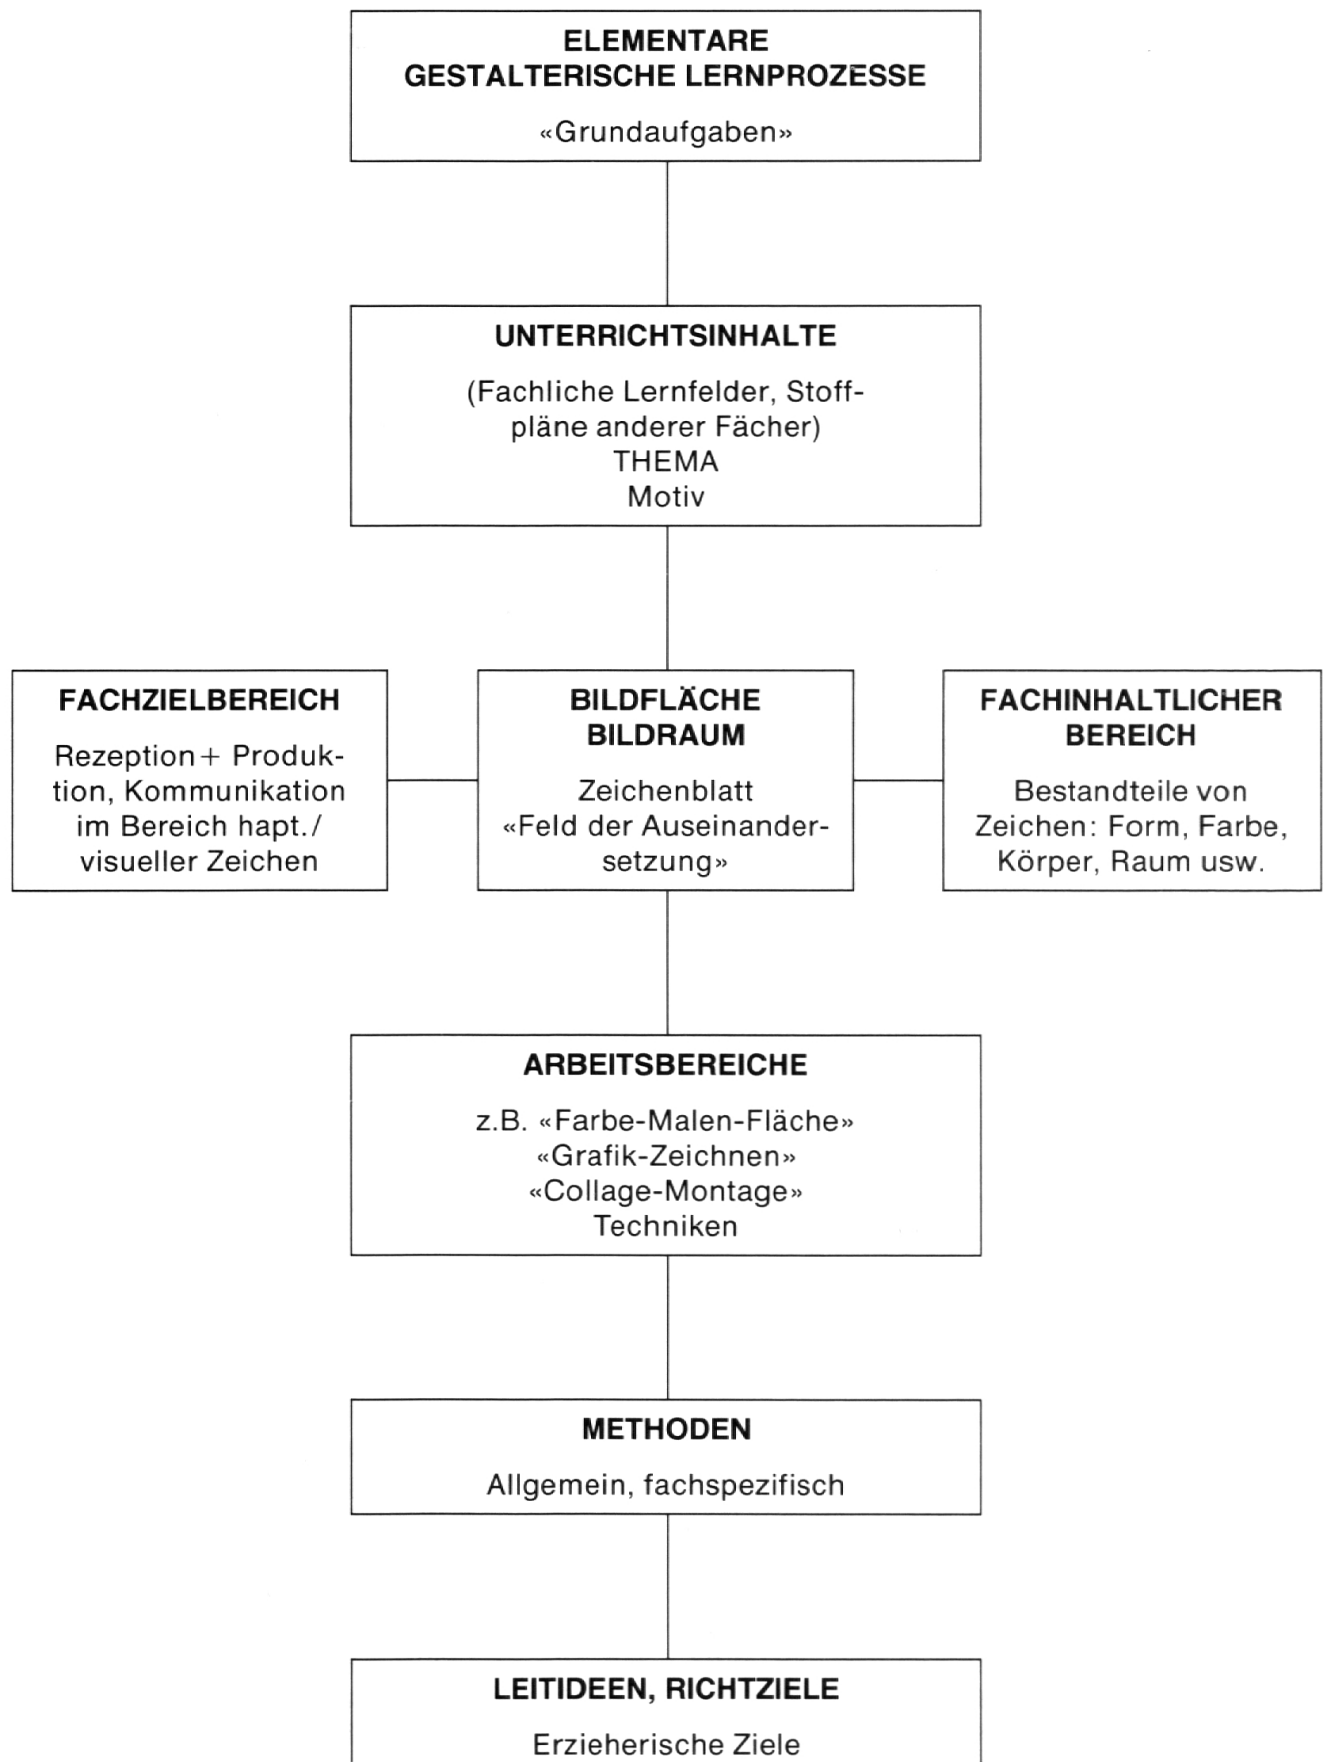 ELEMENTARE
GESTALTERISCHE LERNPROZESSE
«Grundaufgaben»
UNTERRICHTSINHALTE
(Fachliche Lernfelder, Stoff-
pläne anderer Fächer)
THEMA
Motiv
FACHZIELBEREICH
Rezeption + Produk-
tion, Kommunikation
im Bereich hapt./
visueller Zeichen
BILDFLÄCHE
BILDRAUM
Zeichenblatt
«Feld der Auseinander-
setzung»
FACHINHALTLICHER
BEREICH
Bestandteile von
Zeichen: Form, Farbe,
Körper, Raum usw.
ARBEITSBEREICHE
z.B. «Farbe-Malen-Fläche»
«Grafik-Zeichnen»
«Collage-Montage»
Techniken
METHODEN
Allgemein, fachspezifisch
LEITIDEEN, RICHTZIELE
Erzieherische Ziele